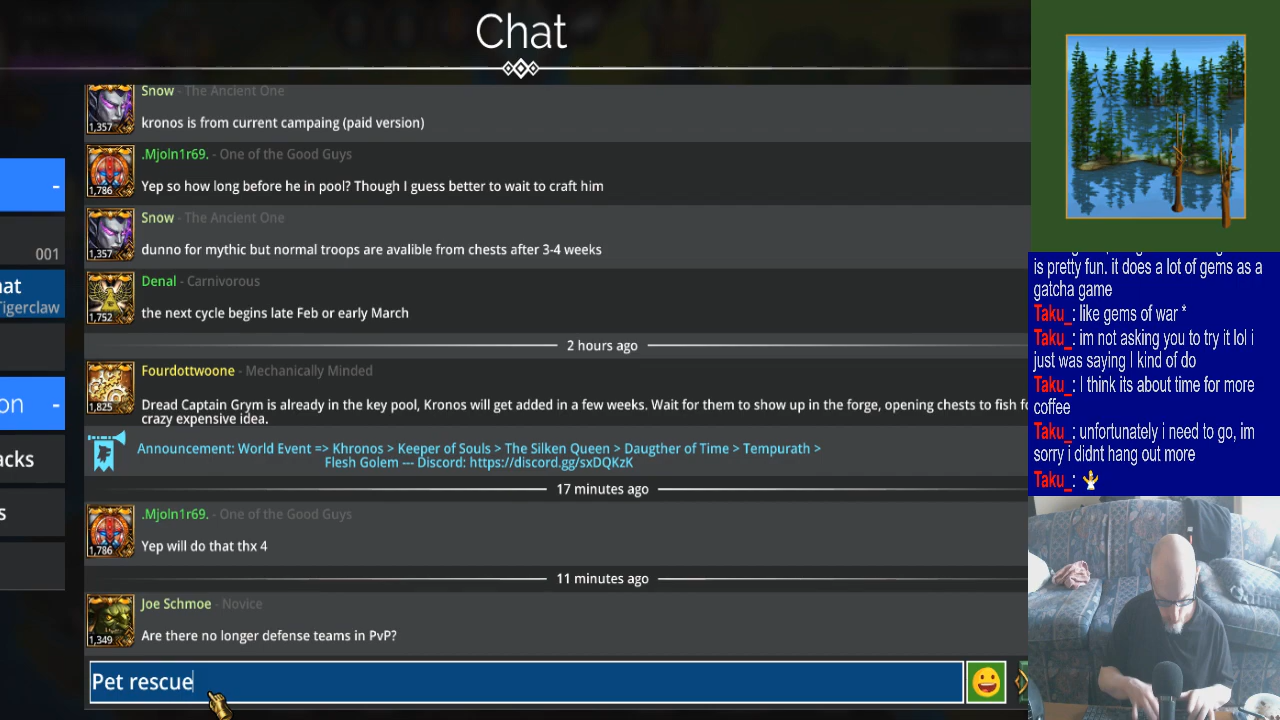 Chat
Snow - The Ancient One
1,357
kronos is from current campaing (paid version)
.Mjoln1r69. - One of the Good Guys
1,786
Yep so how long before he in pool? Though I guess better to wait to craft him
Snow - The Ancient One
1,357
dunno for mythic but normal troops are avalible from chests after 3-4 weeks
Denal - Carnivorous
1,752
the next cycle begins late Feb or early March
2 hours ago
Fourdottwoone - Mechanically Minded
1,825
Dread Captain Grym is already in the key pool, Kronos will get added in a few weeks. Wait for them to show up in the forge, opening chests to fish fo
crazy expensive idea.
Announcement: World Event => Khronos > Keeper of Souls > The Silken Queen > Daugther of Time > Tempurath >
Flesh Golem --- Discord: https://discord.gg/sxDQKzK
17 minutes ago
.Mjoln1r69. - One of the Good Guys
1,786
Yep will do that thx 4
11 minutes ago
Joe Schmoe - Novice
1,349
Are there no longer defense teams in PvP?
Pet rescue
-
001
hat
Tigerclaw
on -
acks
s
is pretty fun. it does a lot of gems as a
gatcha game
Taku_: like gems of war *
Taku_: im not asking you to try it lol i
just was saying I kind of do
Taku_: I think its about time for more
coffee
Taku_: unfortunately i need to go, im
sorry i didnt hang out more
Taku_: